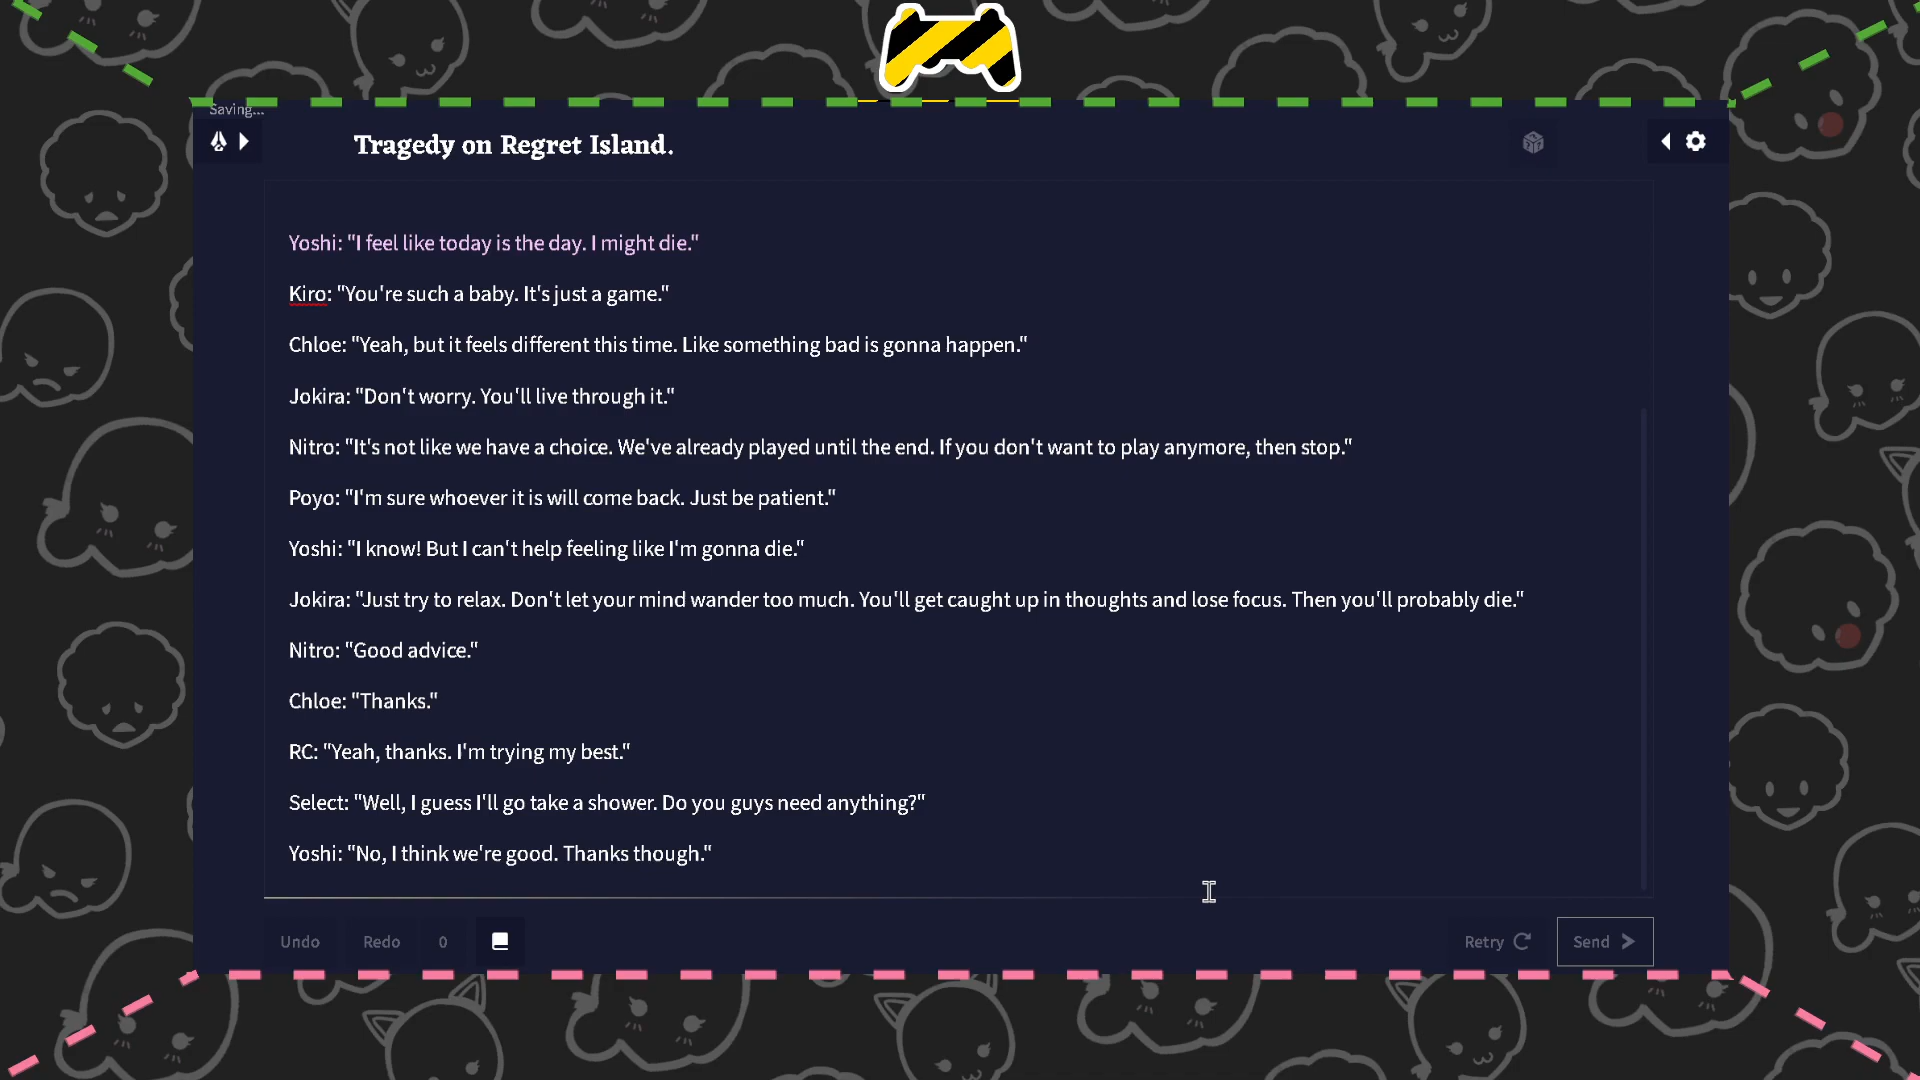 Saving...
Tragedy on Regret Island.
Yoshi: "I feel like today is the day. I might die."
Kiro: "You're such a baby. It's just a game."
Chloe: "Yeah, but it feels different this time. Like something bad is gonna happen."
Jokira: "Don't worry. You'll live through it."
Nitro: "It's not like we have a choice. We've already played until the end. If you don't want to play anymore, then stop."
Poyo: "I'm sure whoever it is will come back. Just be patient."
Yoshi: "I know! But I can't help feeling like I'm gonna die."
Jokira: "Just try to relax. Don't let your mind wander too much. You'll get caught up in thoughts and lose focus. Then you'll probably die."
Nitro: "Good advice."
Chloe: "Thanks."
RC: "Yeah, thanks. I'm trying my best."
Select: "Well, I guess I'll go take a shower. Do you guys need anything?"
Yoshi: "No, I think we're good. Thanks though."
Undo Redo 0 Retry Send